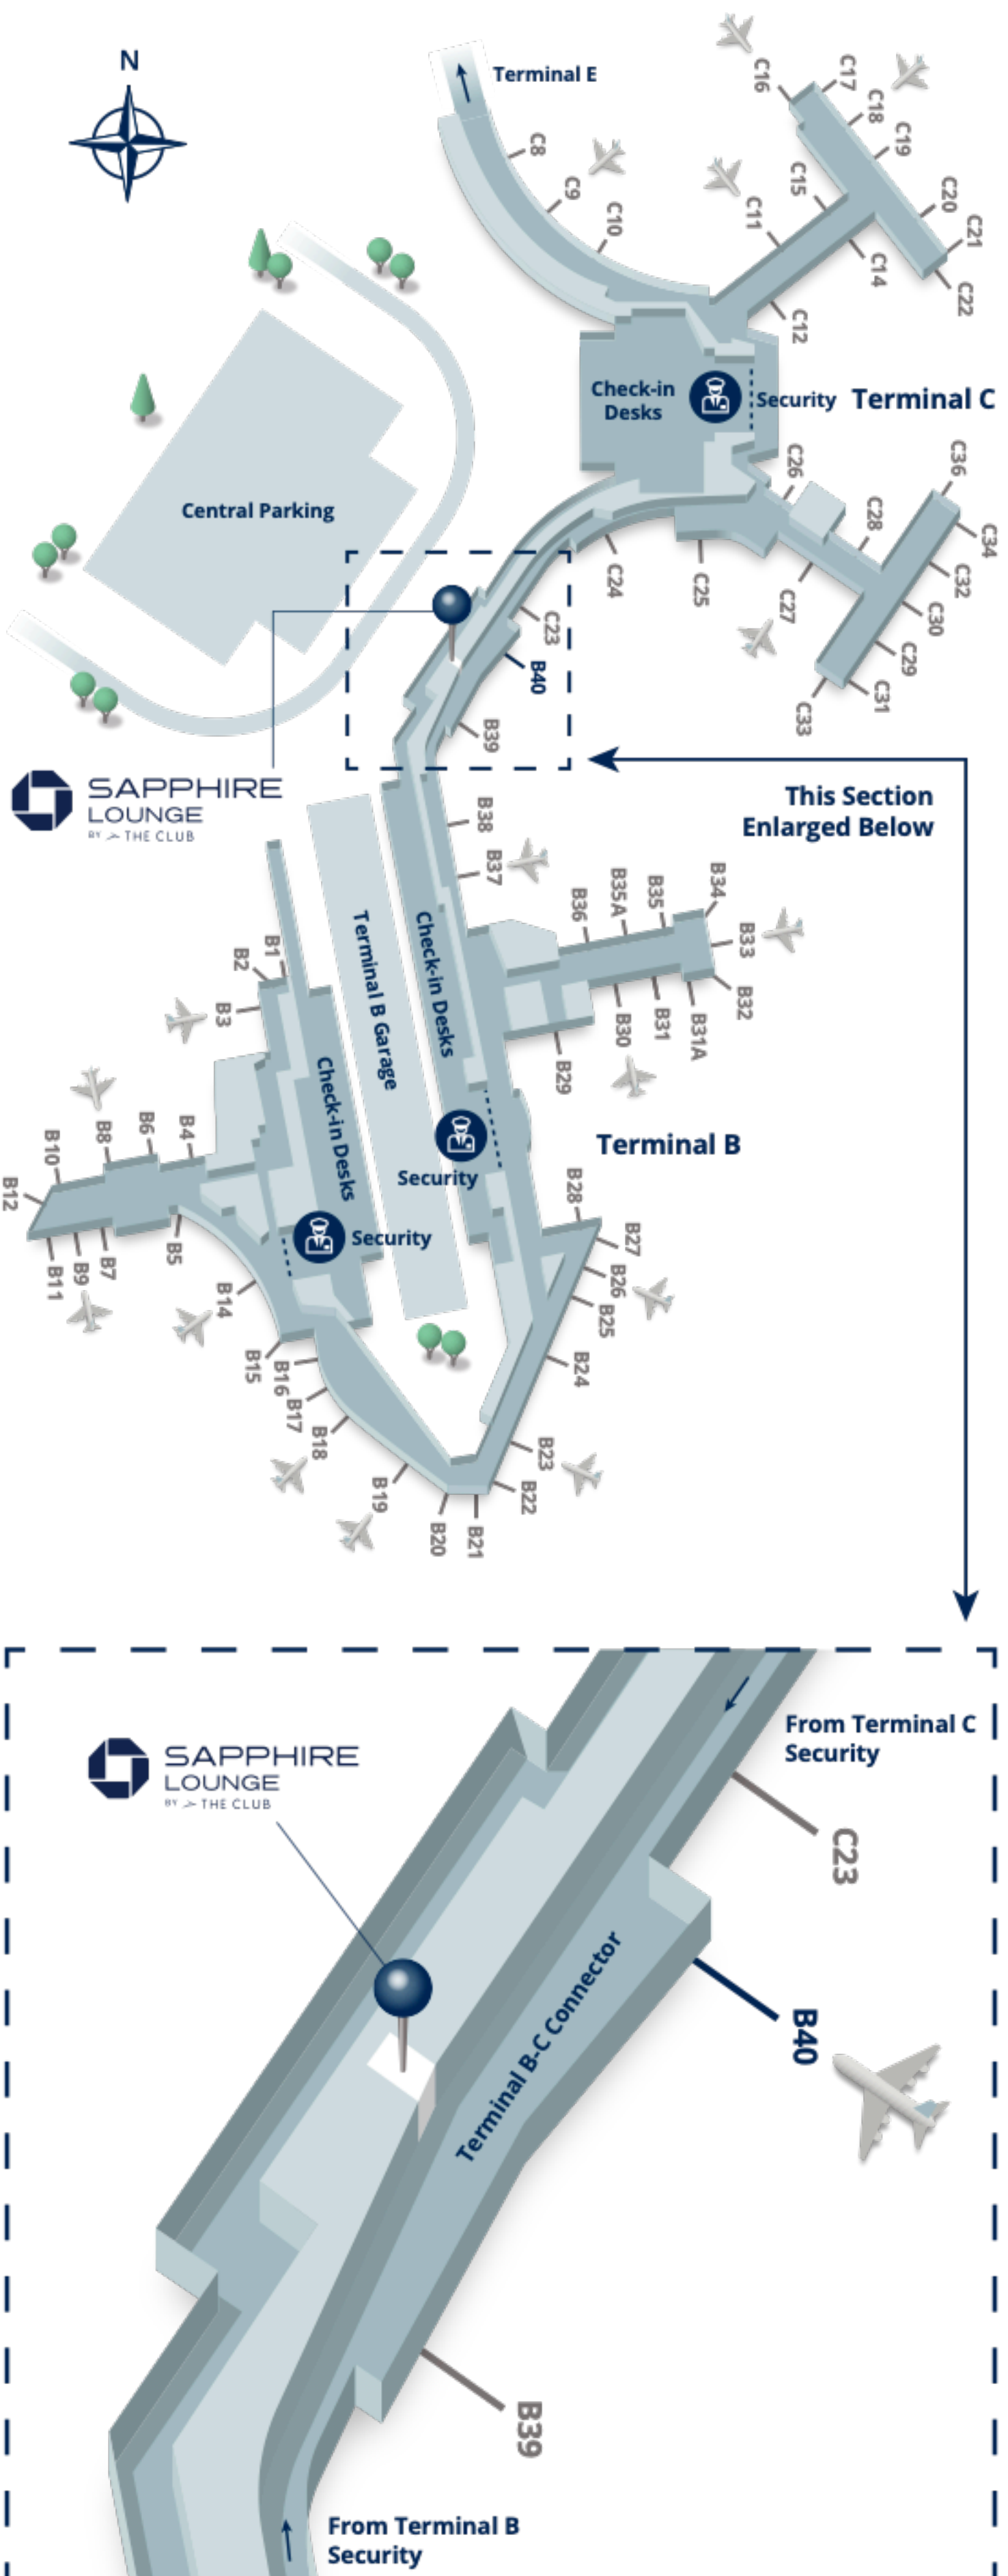 N
Terminal E
C8
C9
C10
C16
C17
C18
C19
C15
C11
C20
C21
C22
C14
C12
Check-in
Desks
Security
Terminal C
C26
C36
C28
C34
C32
C30
C29
C31
C33
C27
C25
C24
C23
B40
B39
Central Parking
SAPPHIRE
LOUNGE
BY THE CLUB
This Section
Enlarged Below
B38
B37
B36
B35A
B35
B34
B33
B32
B31A
B31
B30
B29
Check-in Desks
Terminal B Garage
Check-in Desks
B1
B2
B3
Security
Security
Terminal B
B4
B6
B8
B10
B12
B11
B9
B7
B5
B14
B15
B16
B17
B18
B19
B20
B21
B22
B23
B24
B25
B26
B27
B28
SAPPHIRE
LOUNGE
BY THE CLUB
From Terminal C
Security
C23
B40
Terminal B-C Connector
B39
From Terminal B
Security